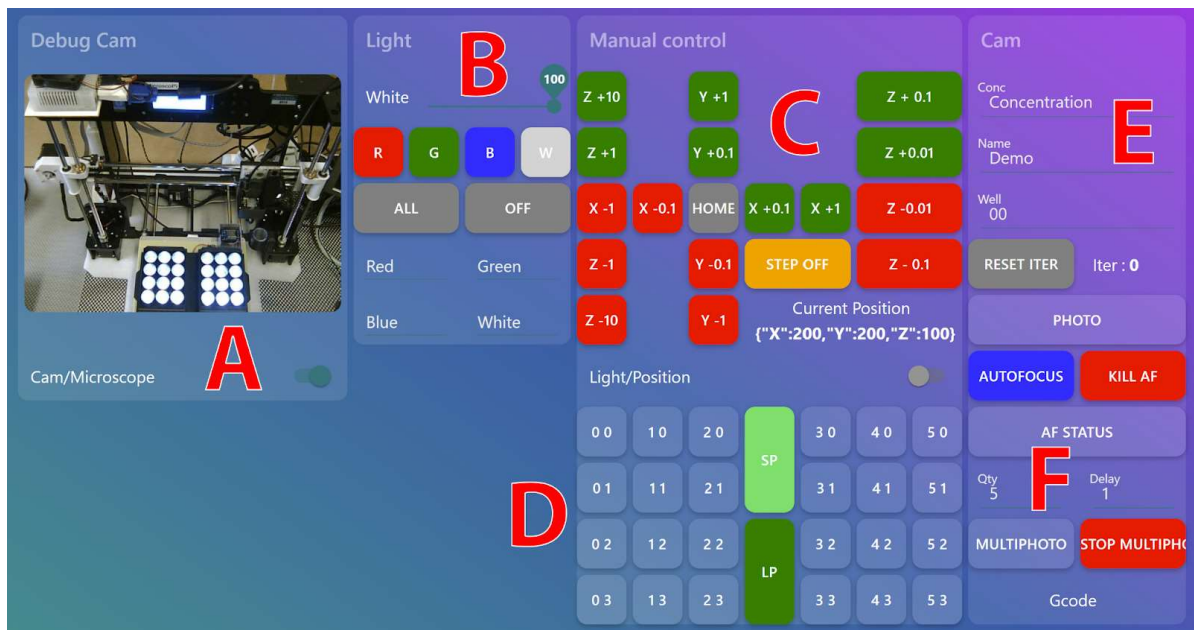 Debug Cam
A
Cam/Microscope
Light
B
White
100
R G B W
ALL OFF
Red Green
Blue White
Manual control
C
Z +10 Y +1 Z + 0.1
Z +1 Y +0.1 Z +0.01
X -1 X -0.1 HOME X +0.1 X +1 Z -0.01
Z -1 Y -0.1 STEP OFF Z - 0.1
Z -10 Y -1
Current Position
{"X":200,"Y":200,"Z":100}
Light/Position
D
0 0 1 0 2 0 SP 3 0 4 0 5 0
0 1 1 1 2 1 3 1 4 1 5 1
0 2 1 2 2 2 LP 3 2 4 2 5 2
0 3 1 3 2 3 3 3 4 3 5 3
Cam
E
Conc
Concentration
Name
Demo
Well
00
RESET ITER Iter : 0
PHOTO
AUTOFOCUS KILL AF
AF STATUS
F
Qty Delay
5 1
MULTIPHOTO STOP MULTIPH
Gcode